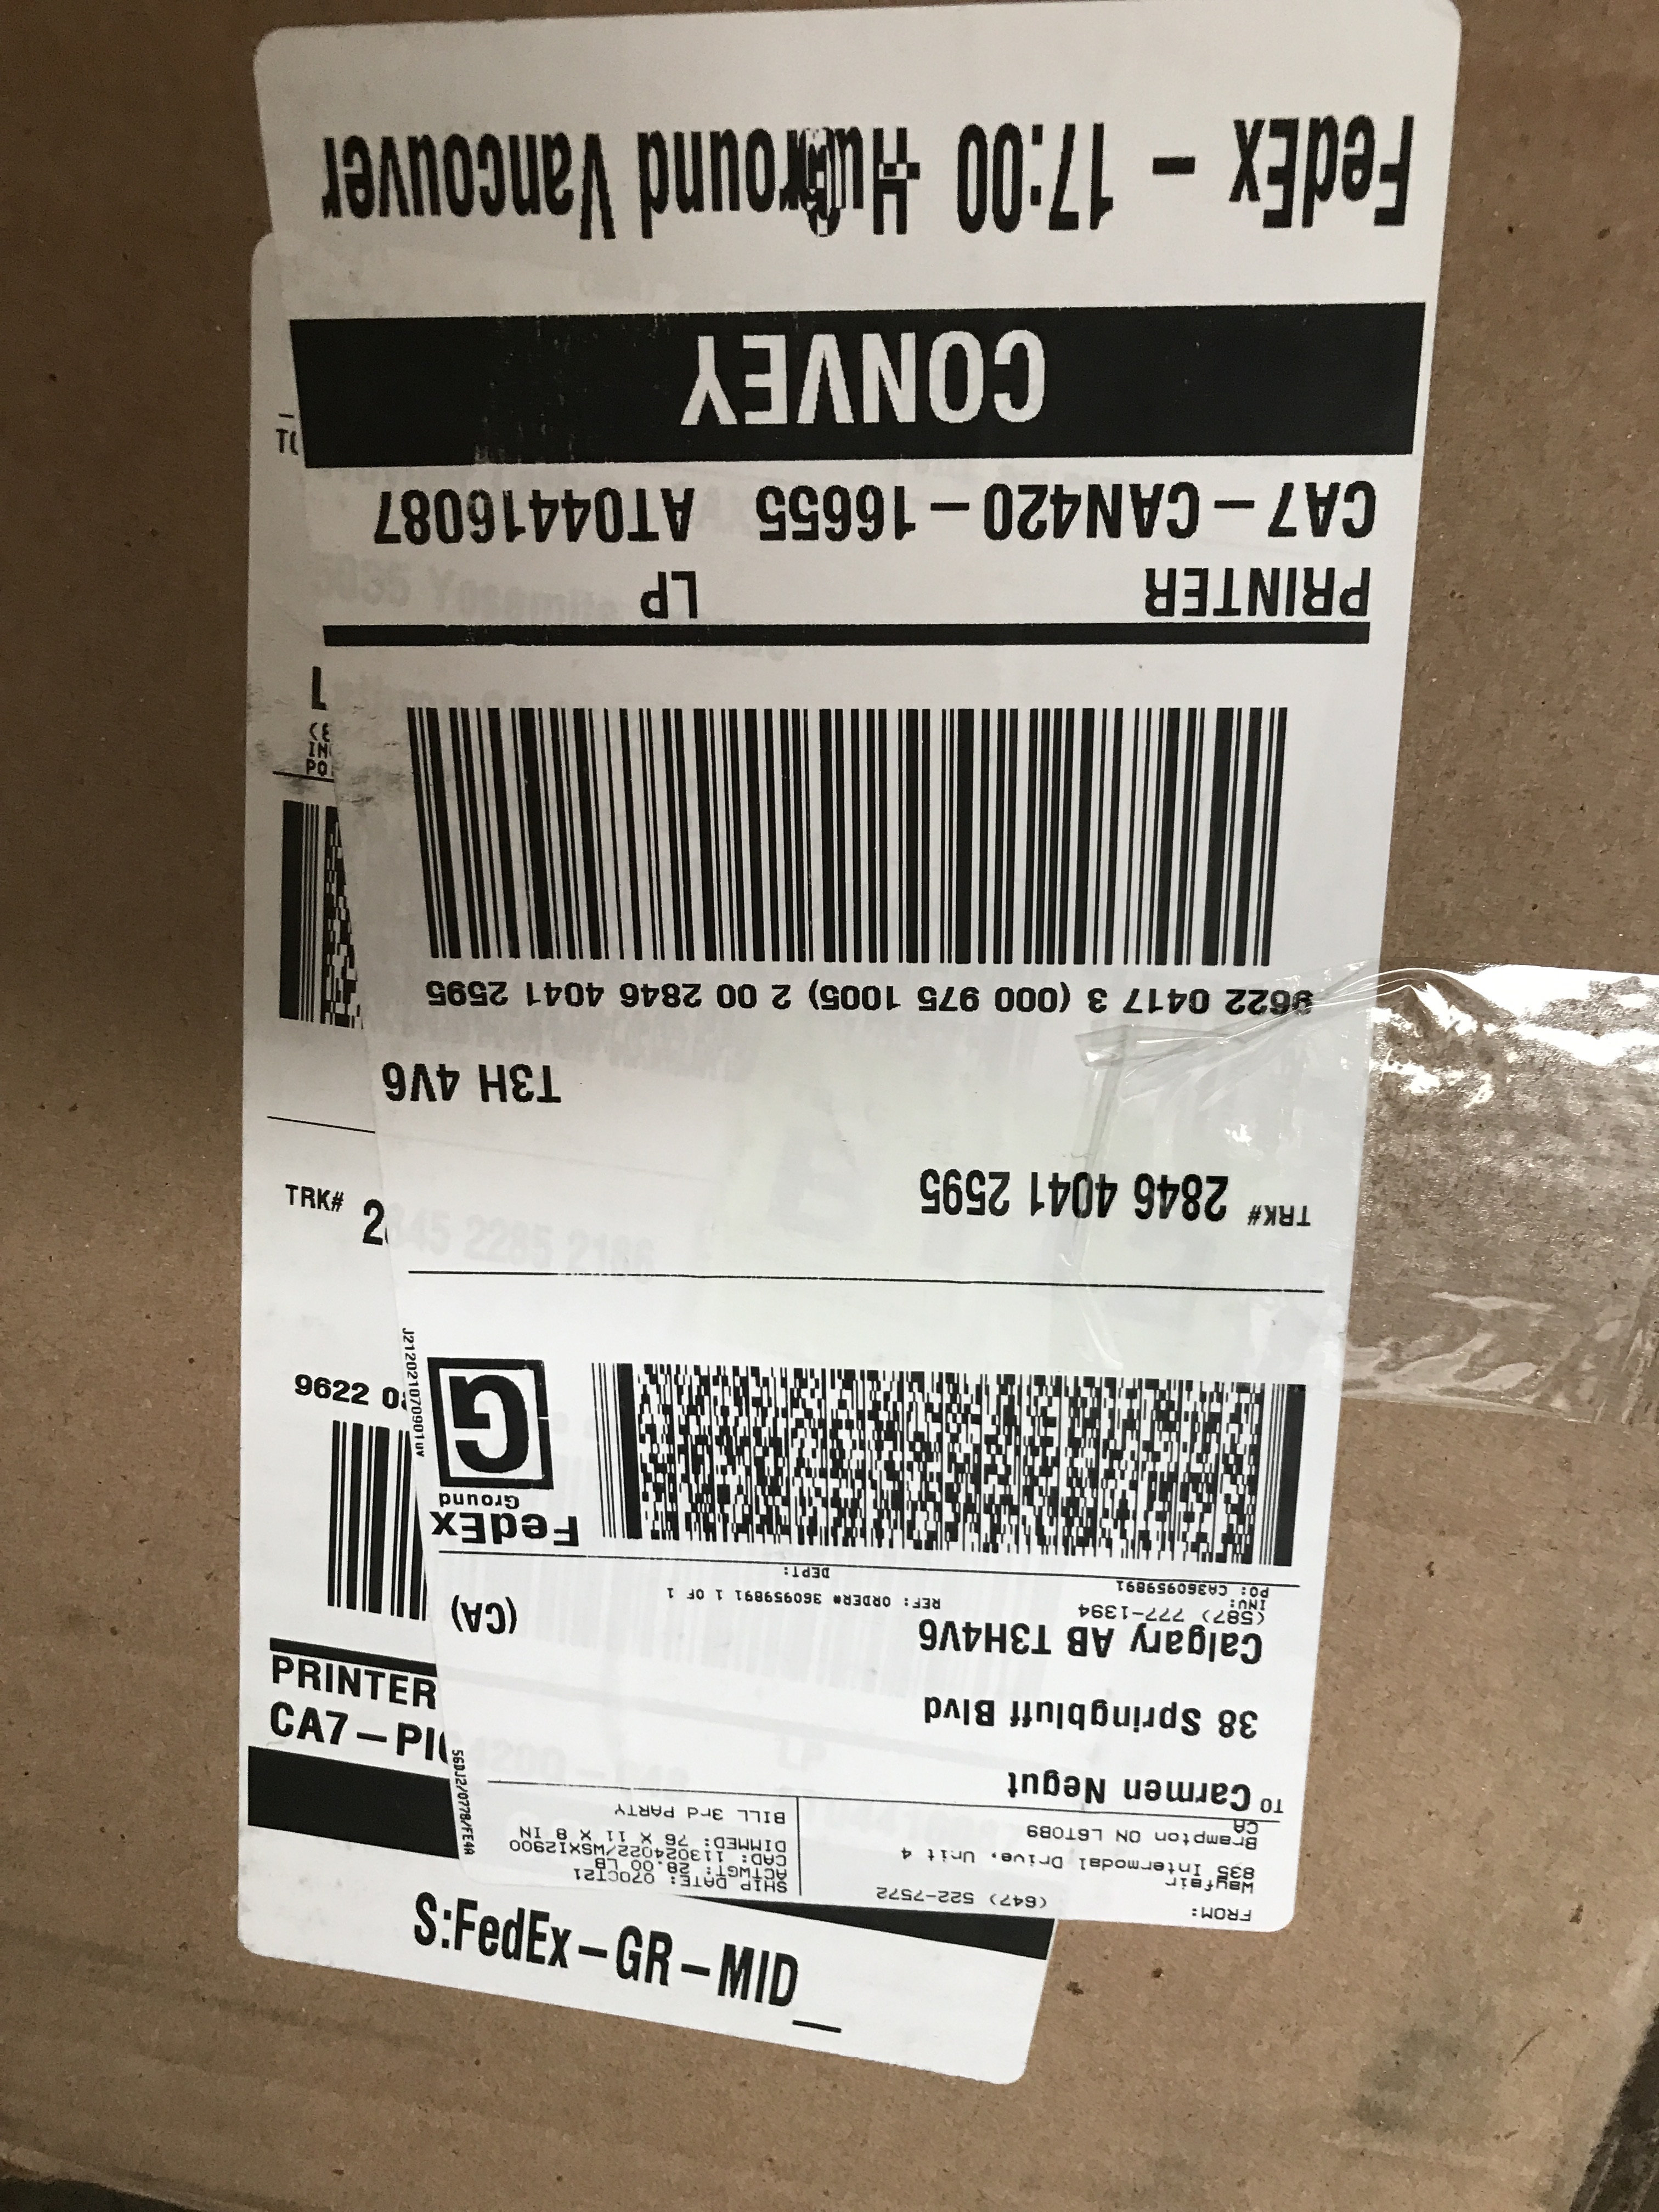 FROM:
(647) 522-7572
Wayfair
835 Intermodal Drive, Unit 4
Brampton ON L6T0B9
CA
SHIP DATE: 07OCT21
ACTWGT: 28.00 LB
CAD: 113024022/WSXI2900
DIMMED: 76 X 11 X 8 IN
BILL 3rd PARTY
TO Carmen Negut
38 Springbluff Blvd
Calgary AB T3H4V6
(CA)
(587) 777-1394
REF: ORDER# 360959891 1 OF 1
INV:
PO: CA360959891
DEPT:
FedEx
Ground
G
J212021070901uv
TRK# 2846 4041 2595
T3H 4V6
9622 0417 3 (000 975 1005) 2 00 2846 4041 2595
PRINTER LP
CA7-CAN420-16655 AT04416087
CONVEY
FedEx - 17:00 Vancouver
TRK# 2
9622 0
PRINTER
CA7-PI
S:FedEx-GR-MID_